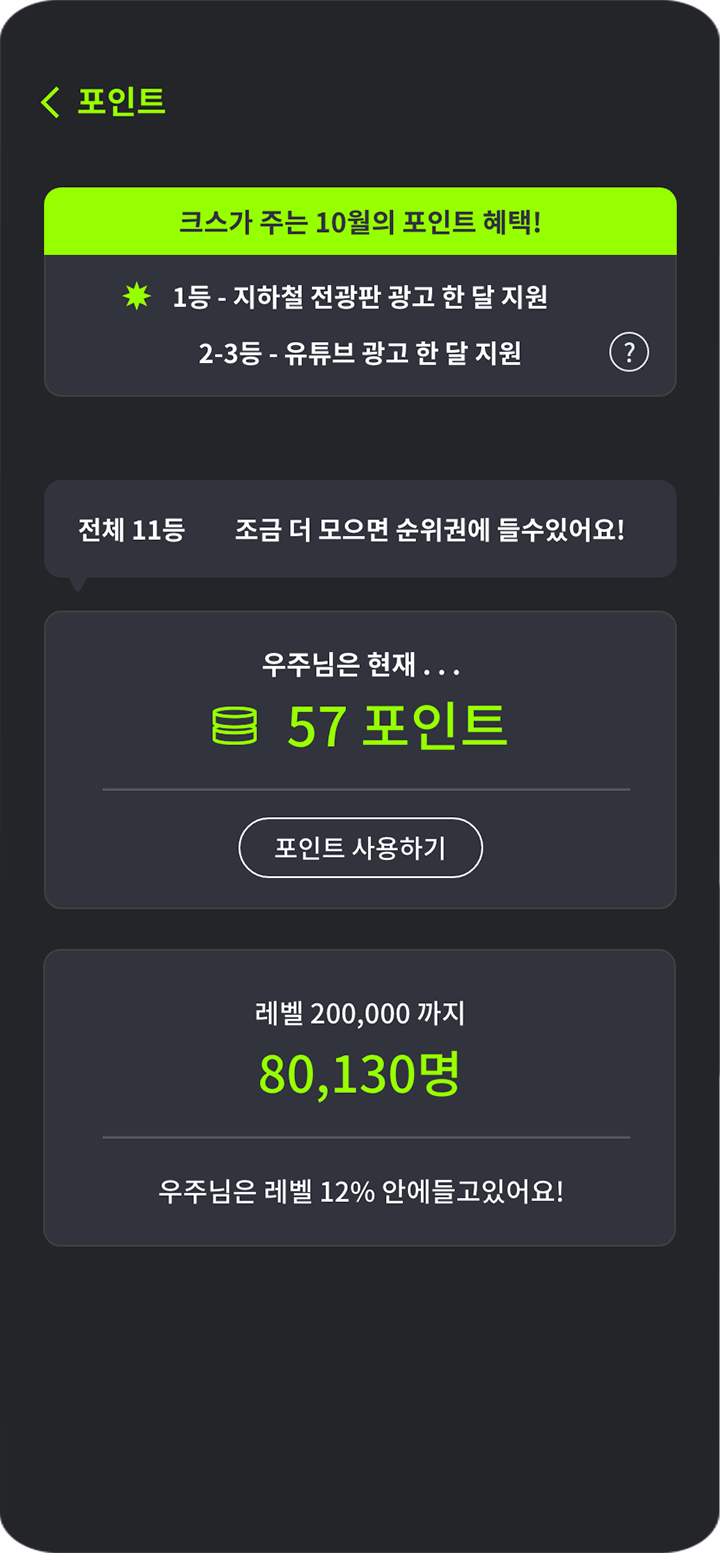 포인트
크스가 주는 10월의 포인트 혜택!
1등 - 지하철 전광판 광고 한 달 지원
2-3등 - 유튜브 광고 한 달 지원
?
전체 11등 조금 더 모으면 순위권에 들수있어요!
우주님은 현재 . . .
57 포인트
포인트 사용하기
레벨 200,000 까지
80,130명
우주님은 레벨 12% 안에들고있어요!